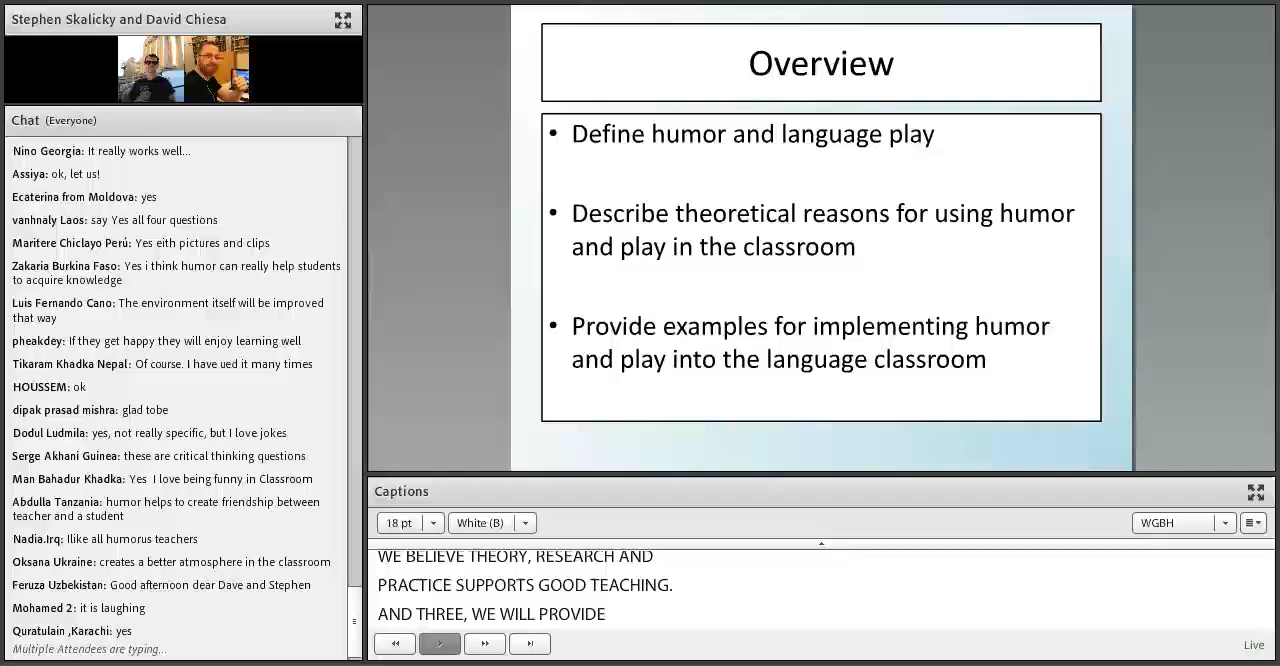 Stephen Skalicky and David Chiesa
Chat (Everyone)
Nino Georgia: It really works well...
Assiya: ok, let us!
Ecaterina from Moldova: yes
vanhnaly Laos: say Yes all four questions
Maritere Chiclayo Perú: Yes eith pictures and clips
Zakaria Burkina Faso: Yes i think humor can really help students
to acquire knowledge
Luis Fernando Cano: The environment itself will be improved
that way
pheakdey: If they get happy they will enjoy learning well
Tikaram Khadka Nepal: Of course. I have ued it many times
HOUSSEM: ok
dipak prasad mishra: glad tobe
Dodul Ludmila: yes, not really specific, but I love jokes
Serge Akhani Guinea: these are critical thinking questions
Man Bahadur Khadka: Yes I love being funny in Classroom
Abdulla Tanzania: humor helps to create friendship between
teacher and a student
Nadia.Irq: Ilike all humorus teachers
Oksana Ukraine: creates a better atmosphere in the classroom
Feruza Uzbekistan: Good afternoon dear Dave and Stephen
Mohamed 2: it is laughing
Quratulain ,Karachi: yes
Multiple Attendees are typing...
Overview
• Define humor and language play
• Describe theoretical reasons for using humor
and play in the classroom
• Provide examples for implementing humor
and play into the language classroom
Captions
18 pt White (B) WGBH
WE BELIEVE THEORY, RESEARCH AND
PRACTICE SUPPORTS GOOD TEACHING.
AND THREE, WE WILL PROVIDE
Live